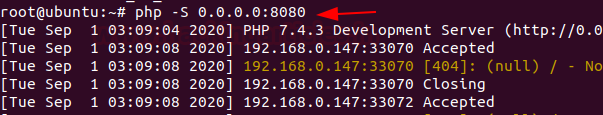 root@ubuntu:~# php -S 0.0.0.0:8080
[Tue Sep  1 03:09:04 2020] PHP 7.4.3 Development Server (http://0.0
[Tue Sep  1 03:09:08 2020] 192.168.0.147:33070 Accepted
[Tue Sep  1 03:09:08 2020] 192.168.0.147:33070 [404]: (null) / - No
[Tue Sep  1 03:09:08 2020] 192.168.0.147:33070 Closing
[Tue Sep  1 03:09:08 2020] 192.168.0.147:33072 Accepted